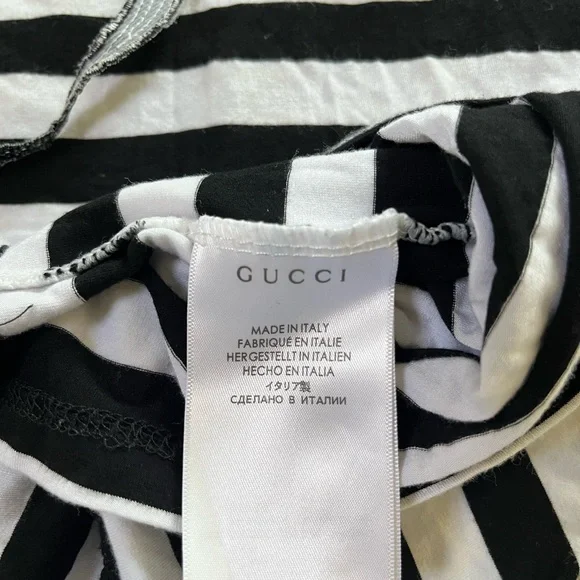 GUCCI
MADE IN ITALY
FABRIQUÉ EN ITALIE
HERGESTELLT IN ITALIEN
HECHO EN ITALIA
イタリア製
СДЕЛАНО В ИТАЛИИ